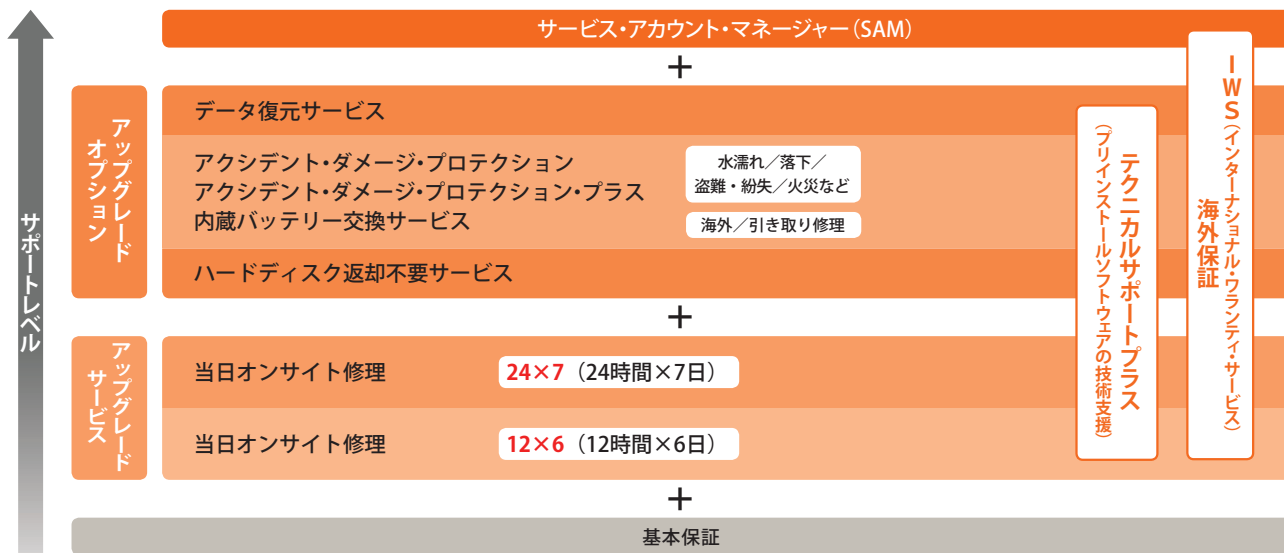 サポートレベル
サービス・アカウント・マネージャー（SAM）
+
アップグレード
オプション
データ復元サービス
アクシデント・ダメージ・プロテクション
アクシデント・ダメージ・プロテクション・プラス
内蔵バッテリー交換サービス
水濡れ／落下／
盗難・紛失／火災など
海外／引き取り修理
ハードディスク返却不要サービス
+
アップグレード
サービス
当日オンサイト修理
24×7（24時間×7日）
当日オンサイト修理
12×6（12時間×6日）
+
基本保証
テクニカルサポートプラス
（プリインストールソフトウェアの技術支援）
IWS（インターナショナル・ワランティ・サービス）
海外保証